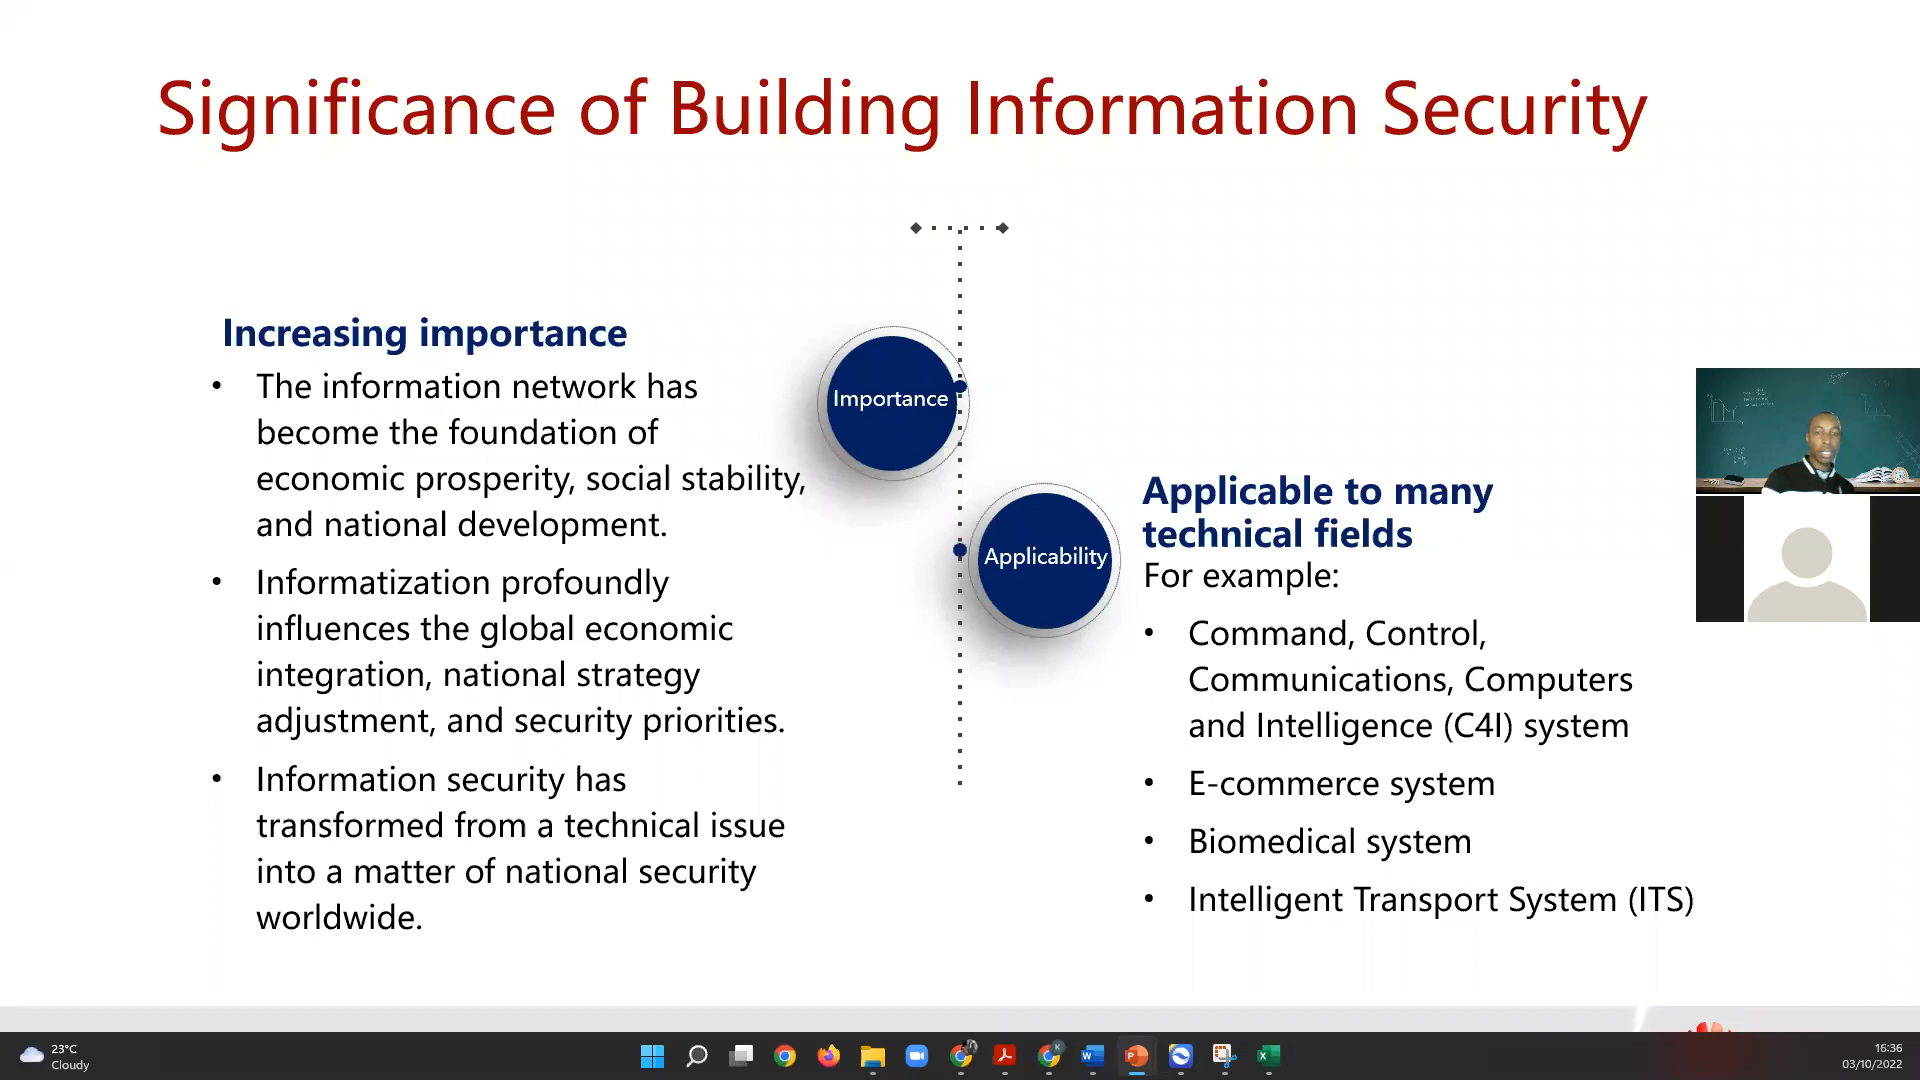 Significance of Building Information Security
Increasing importance
• The information network has
become the foundation of
economic prosperity, social stability,
and national development.
• Informatization profoundly
influences the global economic
integration, national strategy
adjustment, and security priorities.
• Information security has
transformed from a technical issue
into a matter of national security
worldwide.
Importance
Applicability
Applicable to many
technical fields
For example:
• Command, Control,
Communications, Computers
and Intelligence (C4I) system
• E-commerce system
• Biomedical system
• Intelligent Transport System (ITS)
23°C
Cloudy
16:36
03/10/2022